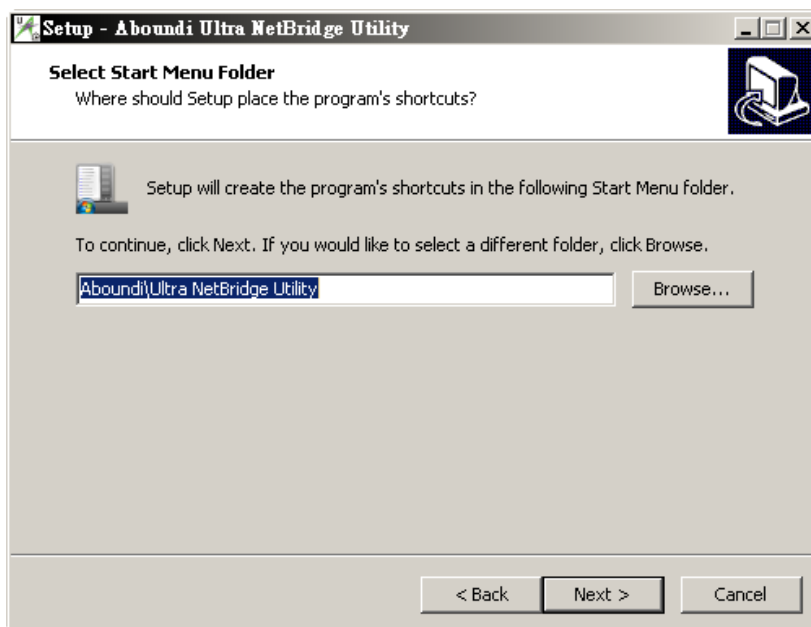 Setup - Aboundi Ultra NetBridge Utility
Select Start Menu Folder
Where should Setup place the program's shortcuts?
Setup will create the program's shortcuts in the following Start Menu folder.
To continue, click Next. If you would like to select a different folder, click Browse.
Aboundi\Ultra NetBridge Utility
Browse...
< Back
Next >
Cancel